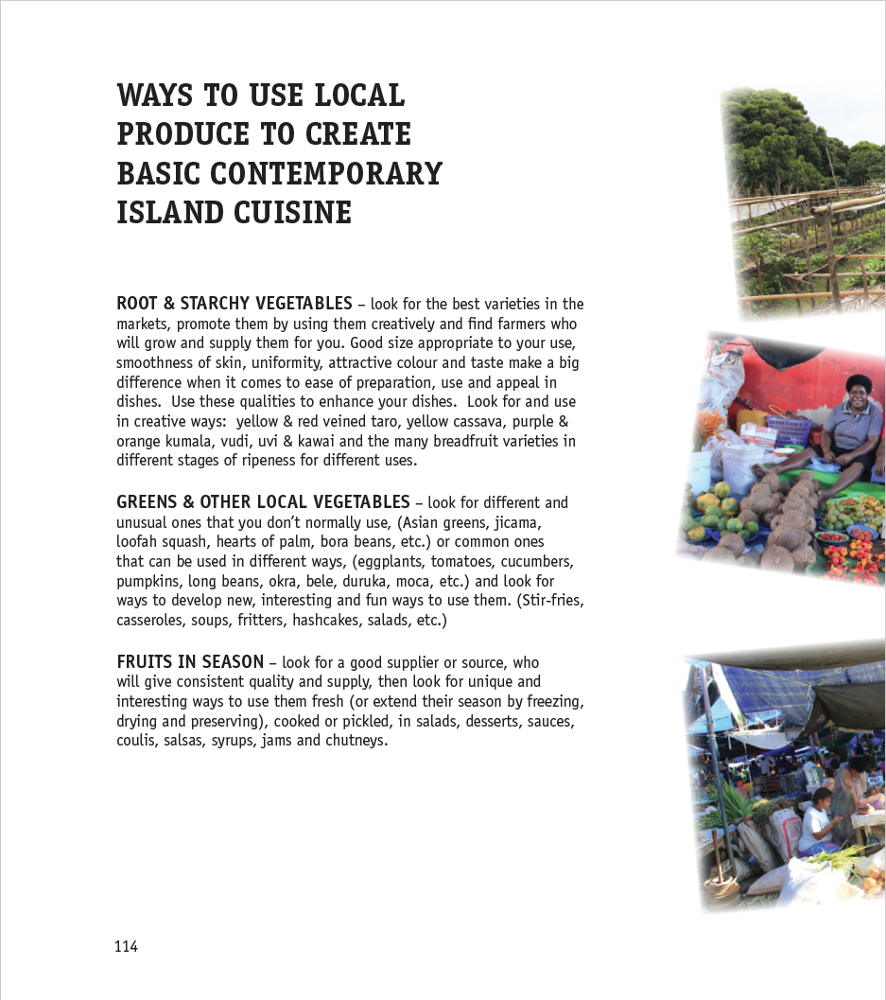 WAYS TO USE LOCAL
PRODUCE TO CREATE
BASIC CONTEMPORARY
ISLAND CUISINE
ROOT & STARCHY VEGETABLES – look for the best varieties in the
markets, promote them by using them creatively and find farmers who
will grow and supply them for you. Good size appropriate to your use,
smoothness of skin, uniformity, attractive colour and taste make a big
difference when it comes to ease of preparation, use and appeal in
dishes.  Use these qualities to enhance your dishes.  Look for and use
in creative ways:  yellow & red veined taro, yellow cassava, purple &
orange kumala, vudi, uvi & kawai and the many breadfruit varieties in
different stages of ripeness for different uses.
GREENS & OTHER LOCAL VEGETABLES – look for different and
unusual ones that you don’t normally use, (Asian greens, jicama,
loofah squash, hearts of palm, bora beans, etc.) or common ones
that can be used in different ways, (eggplants, tomatoes, cucumbers,
pumpkins, long beans, okra, bele, duruka, moca, etc.) and look for
ways to develop new, interesting and fun ways to use them. (Stir-fries,
casseroles, soups, fritters, hashcakes, salads, etc.)
FRUITS IN SEASON – look for a good supplier or source, who
will give consistent quality and supply, then look for unique and
interesting ways to use them fresh (or extend their season by freezing,
drying and preserving), cooked or pickled, in salads, desserts, sauces,
coulis, salsas, syrups, jams and chutneys.
114